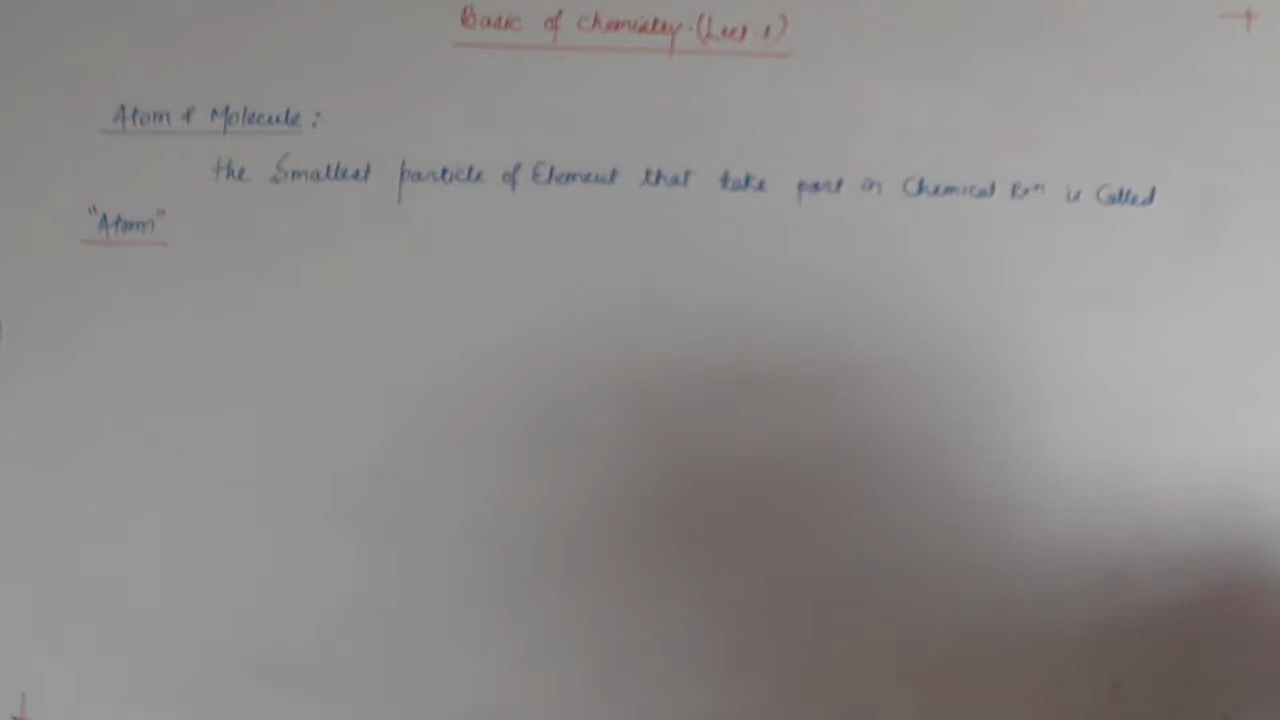 Basic of Chemistry. (Lect 1)
Atom & Molecule :
the Smallest particle of Element that take part in Chemical Rxn is Called
"Atom"